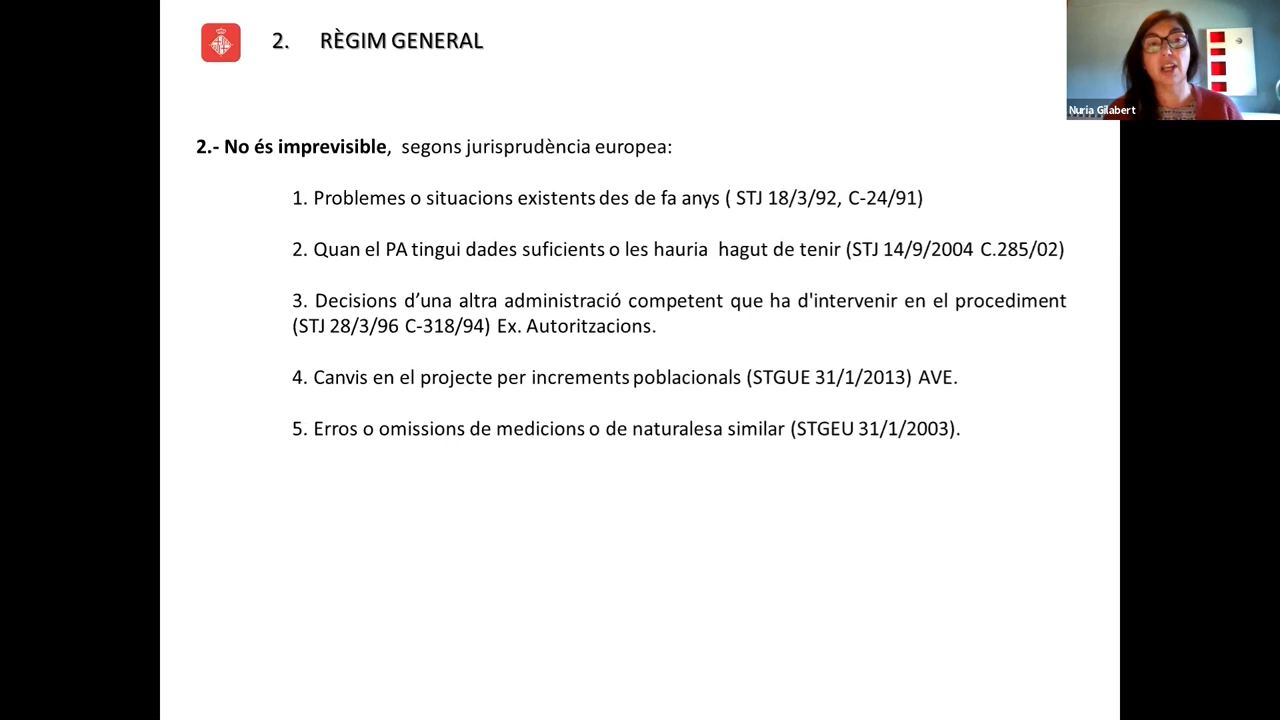 2. RÈGIM GENERAL
Nuria Gilabert
2.- No és imprevisible, segons jurisprudència europea:
1. Problemes o situacions existents des de fa anys ( STJ 18/3/92, C-24/91)
2. Quan el PA tingui dades suficients o les hauria hagut de tenir (STJ 14/9/2004 C.285/02)
3. Decisions d’una altra administració competent que ha d'intervenir en el procediment
(STJ 28/3/96 C-318/94) Ex. Autoritzacions.
4. Canvis en el projecte per increments poblacionals (STGUE 31/1/2013) AVE.
5. Erros o omissions de medicions o de naturalesa similar (STGEU 31/1/2003).